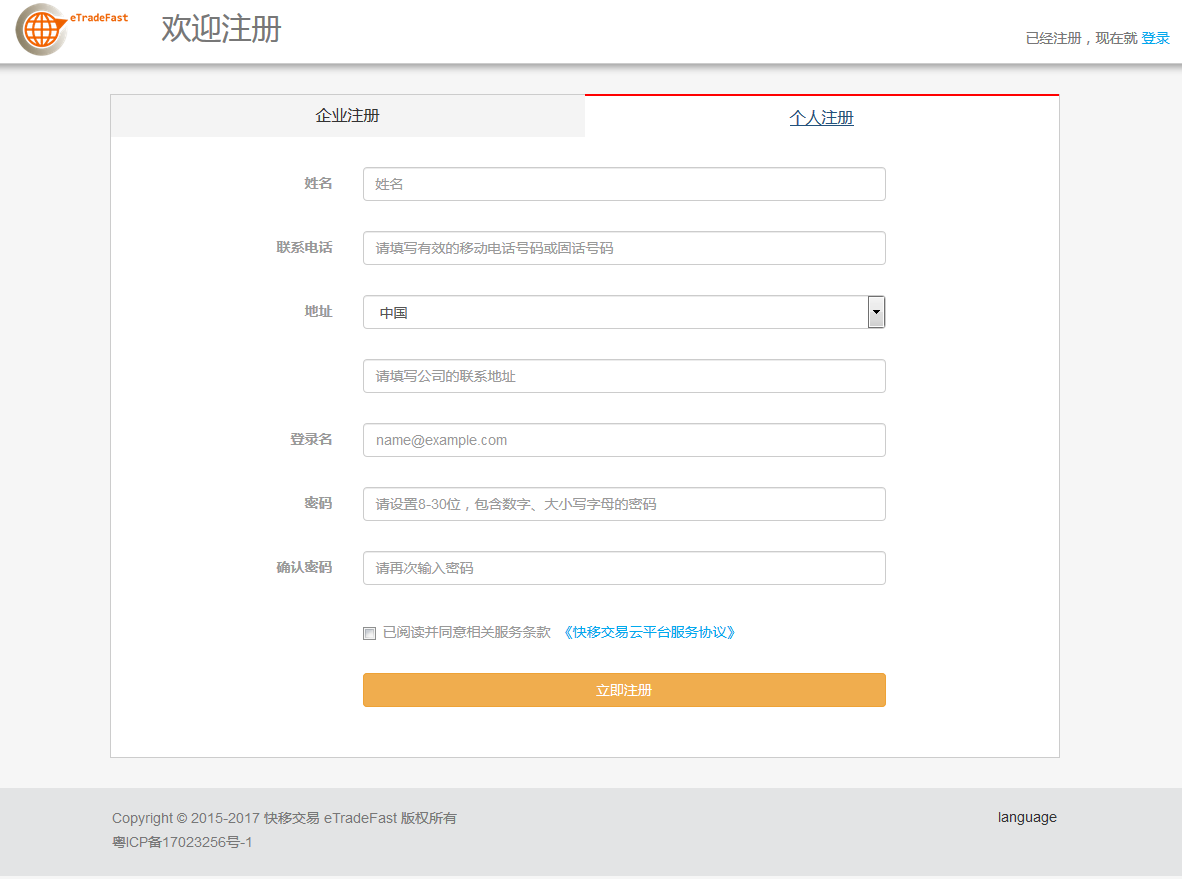 eTradeFast
欢迎注册
已经注册，现在就 登录
企业注册
个人注册
姓名 姓名
联系电话 请填写有效的移动电话号码或固话号码
地址 中国
请填写公司的联系地址
登录名 name@example.com
密码 请设置8-30位，包含数字、大小写字母的密码
确认密码 请再次输入密码
已阅读并同意相关服务条款 《快移交易云平台服务协议》
立即注册
Copyright © 2015-2017 快移交易 eTradeFast 版权所有
language
粤ICP备17023256号-1